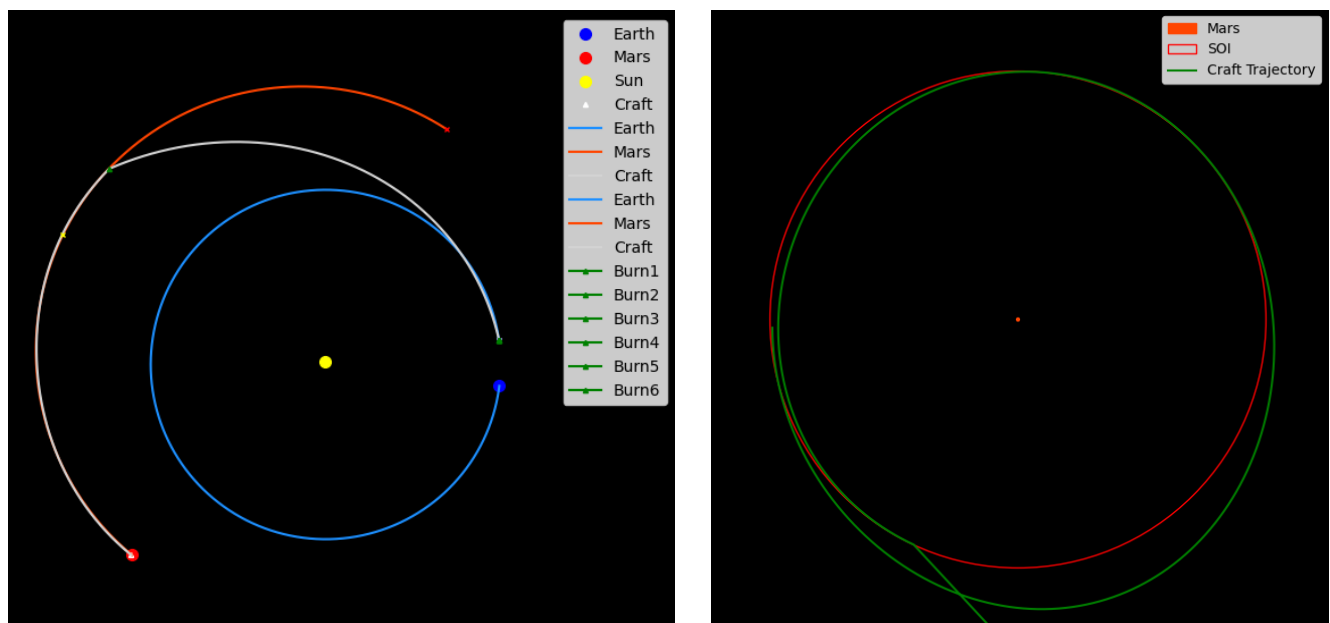 Earth
Mars
Sun
Craft
Earth
Mars
Craft
Earth
Mars
Craft
Burn1
Burn2
Burn3
Burn4
Burn5
Burn6
Mars
SOI
Craft Trajectory